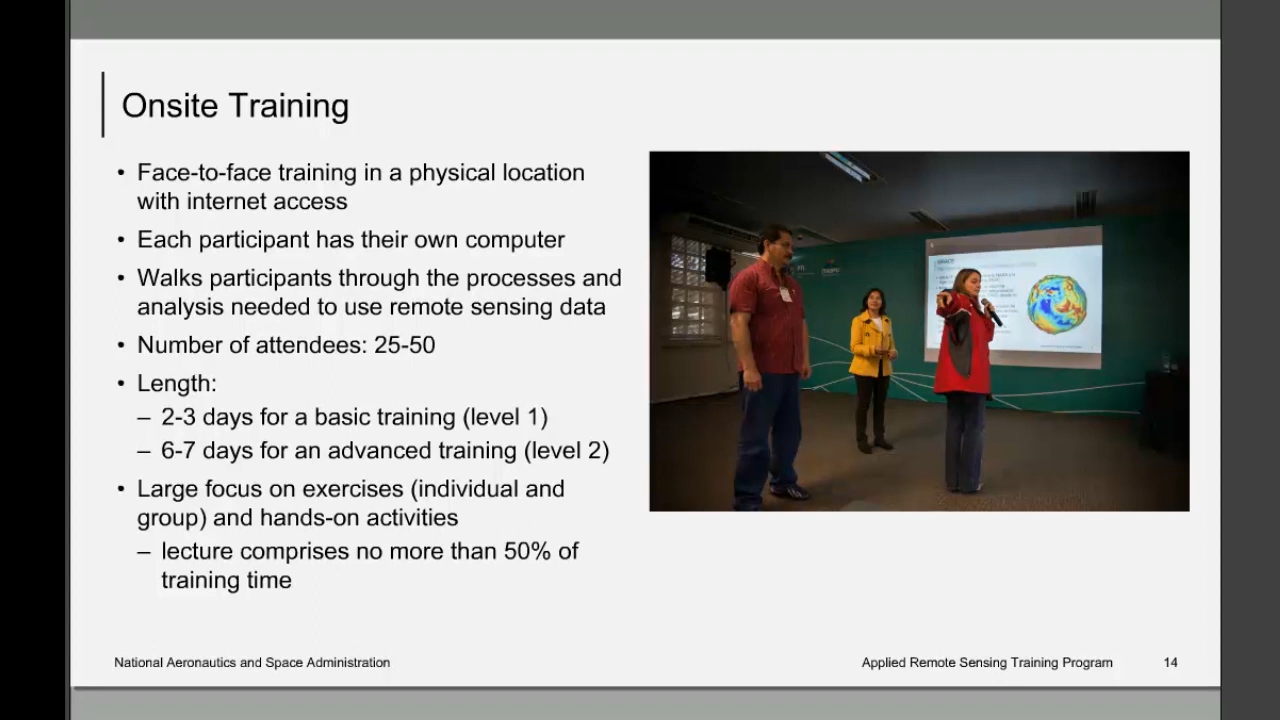 Onsite Training
• Face-to-face training in a physical location
with internet access
• Each participant has their own computer
• Walks participants through the processes and
analysis needed to use remote sensing data
• Number of attendees: 25-50
• Length:
– 2-3 days for a basic training (level 1)
– 6-7 days for an advanced training (level 2)
• Large focus on exercises (individual and
group) and hands-on activities
– lecture comprises no more than 50% of
training time
GRACE
National Aeronautics and Space Administration
Applied Remote Sensing Training Program
14